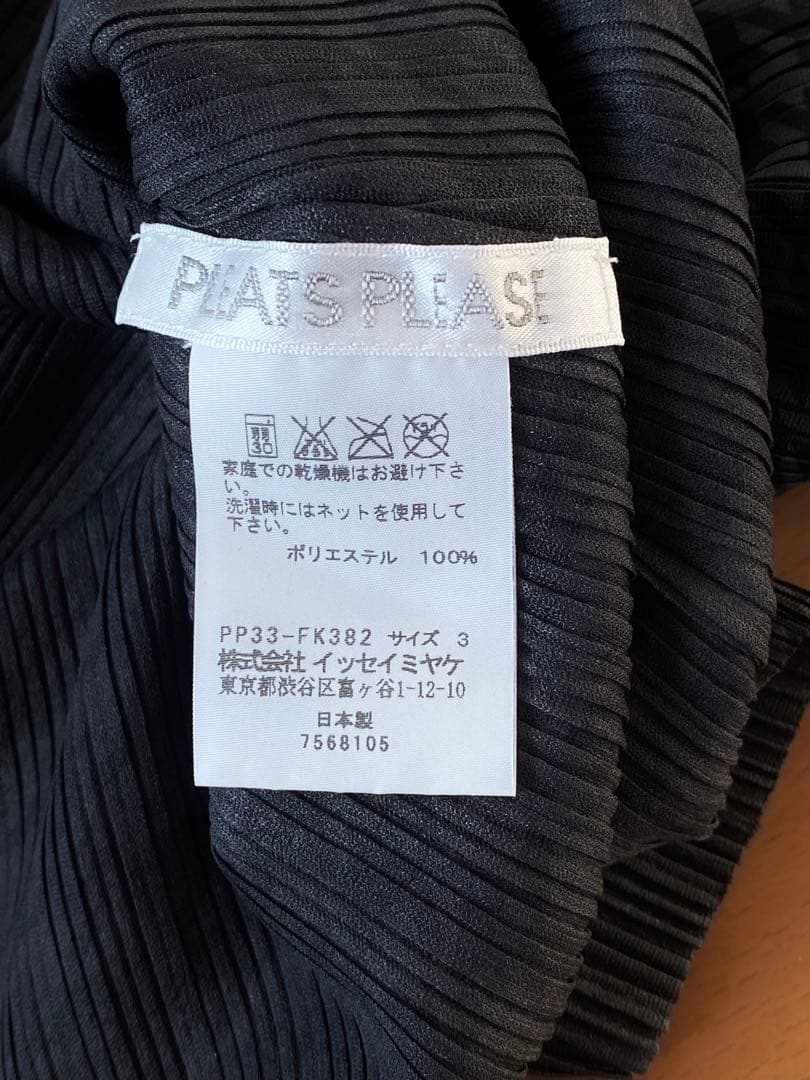 PLEATS PLEASE
弱
30
家庭での乾燥機はお避け下さ
い。
洗濯時にはネットを使用して
下さい。
ポリエステル 100%
PP33-FK382 サイズ 3
株式会社 イッセイミヤケ
東京都渋谷区富ヶ谷1-12-10
日本製
7568105